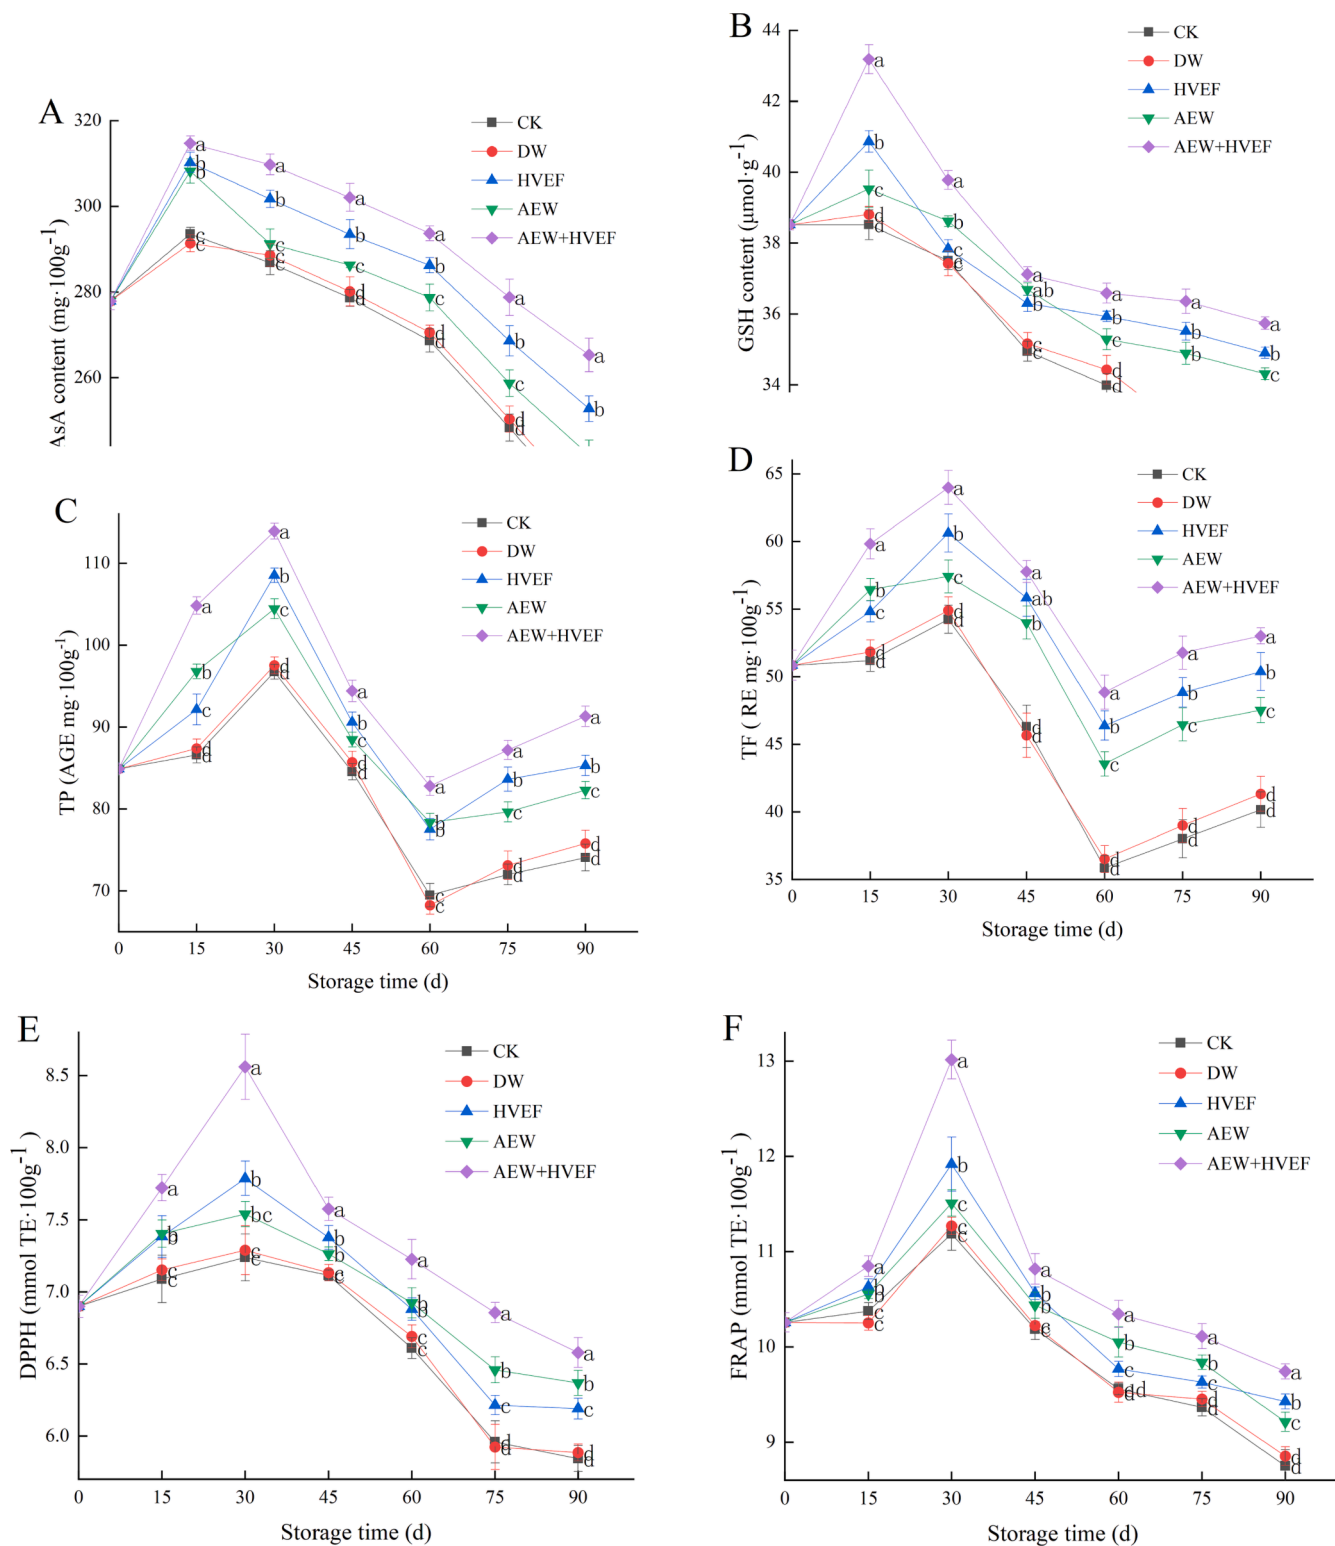 A
AsA content (mg·100g-1)
320
300
280
260
CK
DW
HVEF
AEW
AEW+HVEF
a b b c c
a b c c c
a b c d d
a b c d d
a b c d d
a b
B
GSH content (μmol·g-1)
44
42
40
38
36
34
CK
DW
HVEF
AEW
AEW+HVEF
a b c d d
a b c c c
a ab b c c
a b c d d
a b b
a b c
C
TP (AGE mg·100g-1)
110
100
90
80
70
CK
DW
HVEF
AEW
AEW+HVEF
a b c d d
a b c d d
a b c d d
a b b c c
a b c d d
a b c d d
0 15 30 45 60 75 90
Storage time (d)
D
TF ( RE mg·100g-1)
65
60
55
50
45
40
35
CK
DW
HVEF
AEW
AEW+HVEF
a b b d d
a b c d d
a ab b d d
a b c d d
a b c d d
a b c d d
0 15 30 45 60 75 90
Storage time (d)
E
DPPH (mmol TE·100g-1)
8.5
8.0
7.5
7.0
6.5
6.0
CK
DW
HVEF
AEW
AEW+HVEF
a b b c c
a b bc c c
a b b c c
a b b c c
a b c d d
a b c d d
0 15 30 45 60 75 90
Storage time (d)
F
FRAP (mmol TE·100g-1)
13
12
11
10
9
CK
DW
HVEF
AEW
AEW+HVEF
a b b c c
a b c c c
a b b c c
a b c cd d
a b c d d
a b c d d
0 15 30 45 60 75 90
Storage time (d)